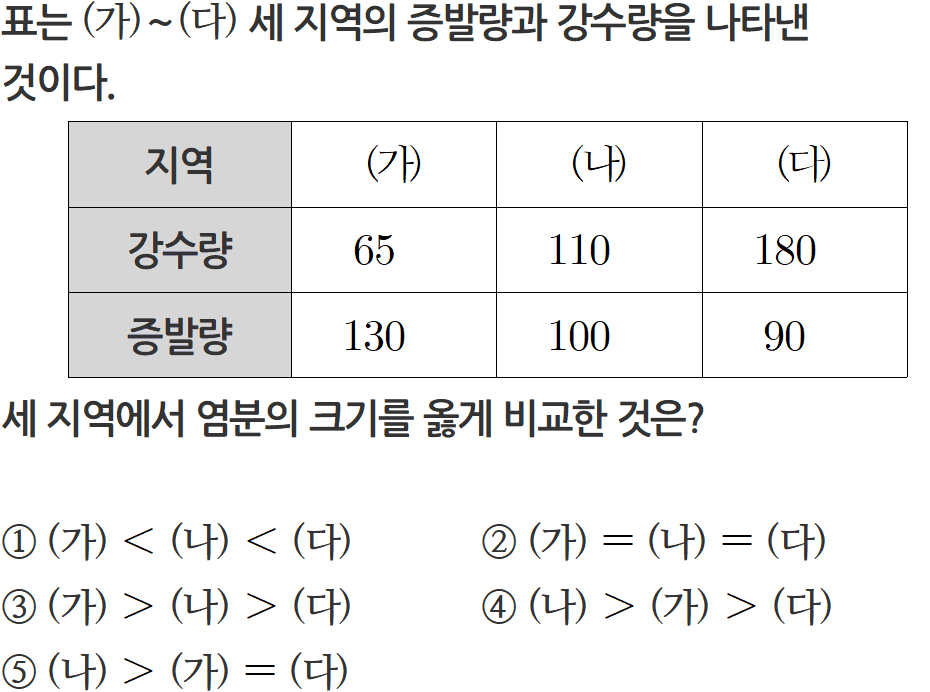 표는 (가)~(다) 세 지역의 증발량과 강수량을 나타낸
것이다.
지역 (가) (나) (다)
강수량 65 110 180
증발량 130 100 90
세 지역에서 염분의 크기를 옳게 비교한 것은?
① (가) < (나) < (다) ② (가) = (나) = (다)
③ (가) > (나) > (다) ④ (나) > (가) > (다)
⑤ (나) > (가) = (다)